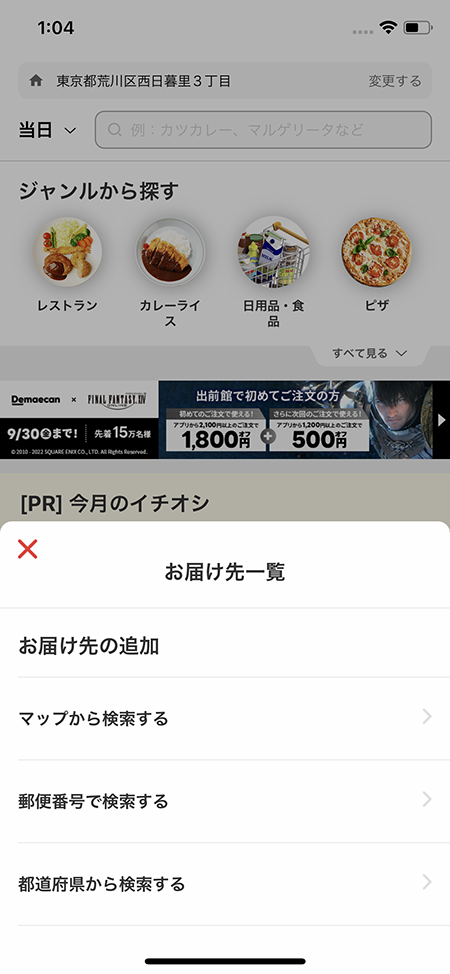 1:04
東京都荒川区西日暮里３丁目 変更する
当日 例：カツカレー、マルゲリータなど
ジャンルから探す
レストラン カレーライス 日用品・食品 ピザ
すべて見る
Demaecan × FINAL FANTASY XIV
9/30金まで! 先着15万名様
© 2010 - 2022 SQUARE ENIX CO., LTD. All Rights Reserved.
出前館で初めてご注文の方
初めてのご注文で使える! さらに次回のご注文で使える!
アプリから2,100円以上のご注文で アプリから1,200円以上のご注文で
1,800円オフ + 500円オフ
[PR] 今月のイチオシ
お届け先一覧
お届け先の追加
マップから検索する
郵便番号で検索する
都道府県から検索する